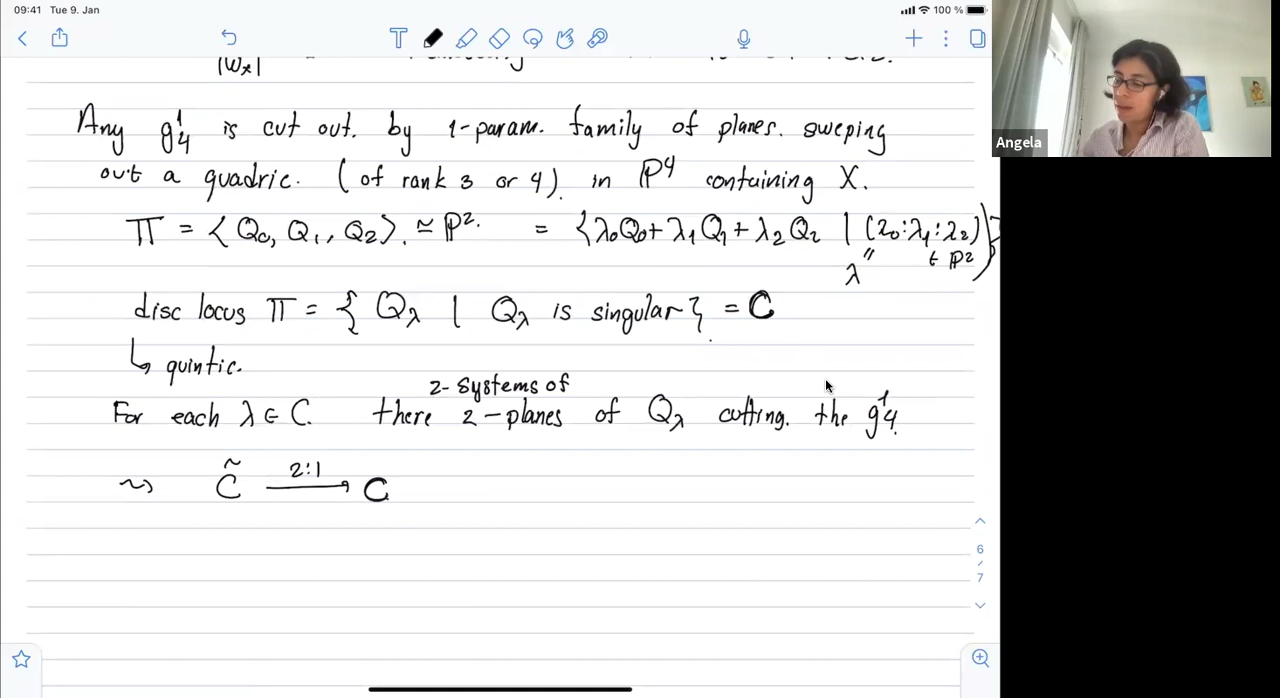 09:41 Tue 9. Jan
100 %
|ω_x|
Any g¹₄ is cut out. by 1-param. family of planes. sweping
out a quadric. (of rank 3 or 4). in ℙ⁴ containing X.
Π = ⟨Q₀, Q₁, Q₂⟩. ≃ ℙ². = {λ₀Q₀ + λ₁Q₁ + λ₂Q₂ | (λ₀:λ₁:λ₂)
" ∈ ℙ²
λ
disc locus Π = { Q_λ | Q_λ is singular } = C
↳ quintic.
2-Systems of
For each λ ∈ C. there 2-planes of Q_λ cutting. the g¹₄.
⇝ C̃ —2:1→ C
Angela
6
7